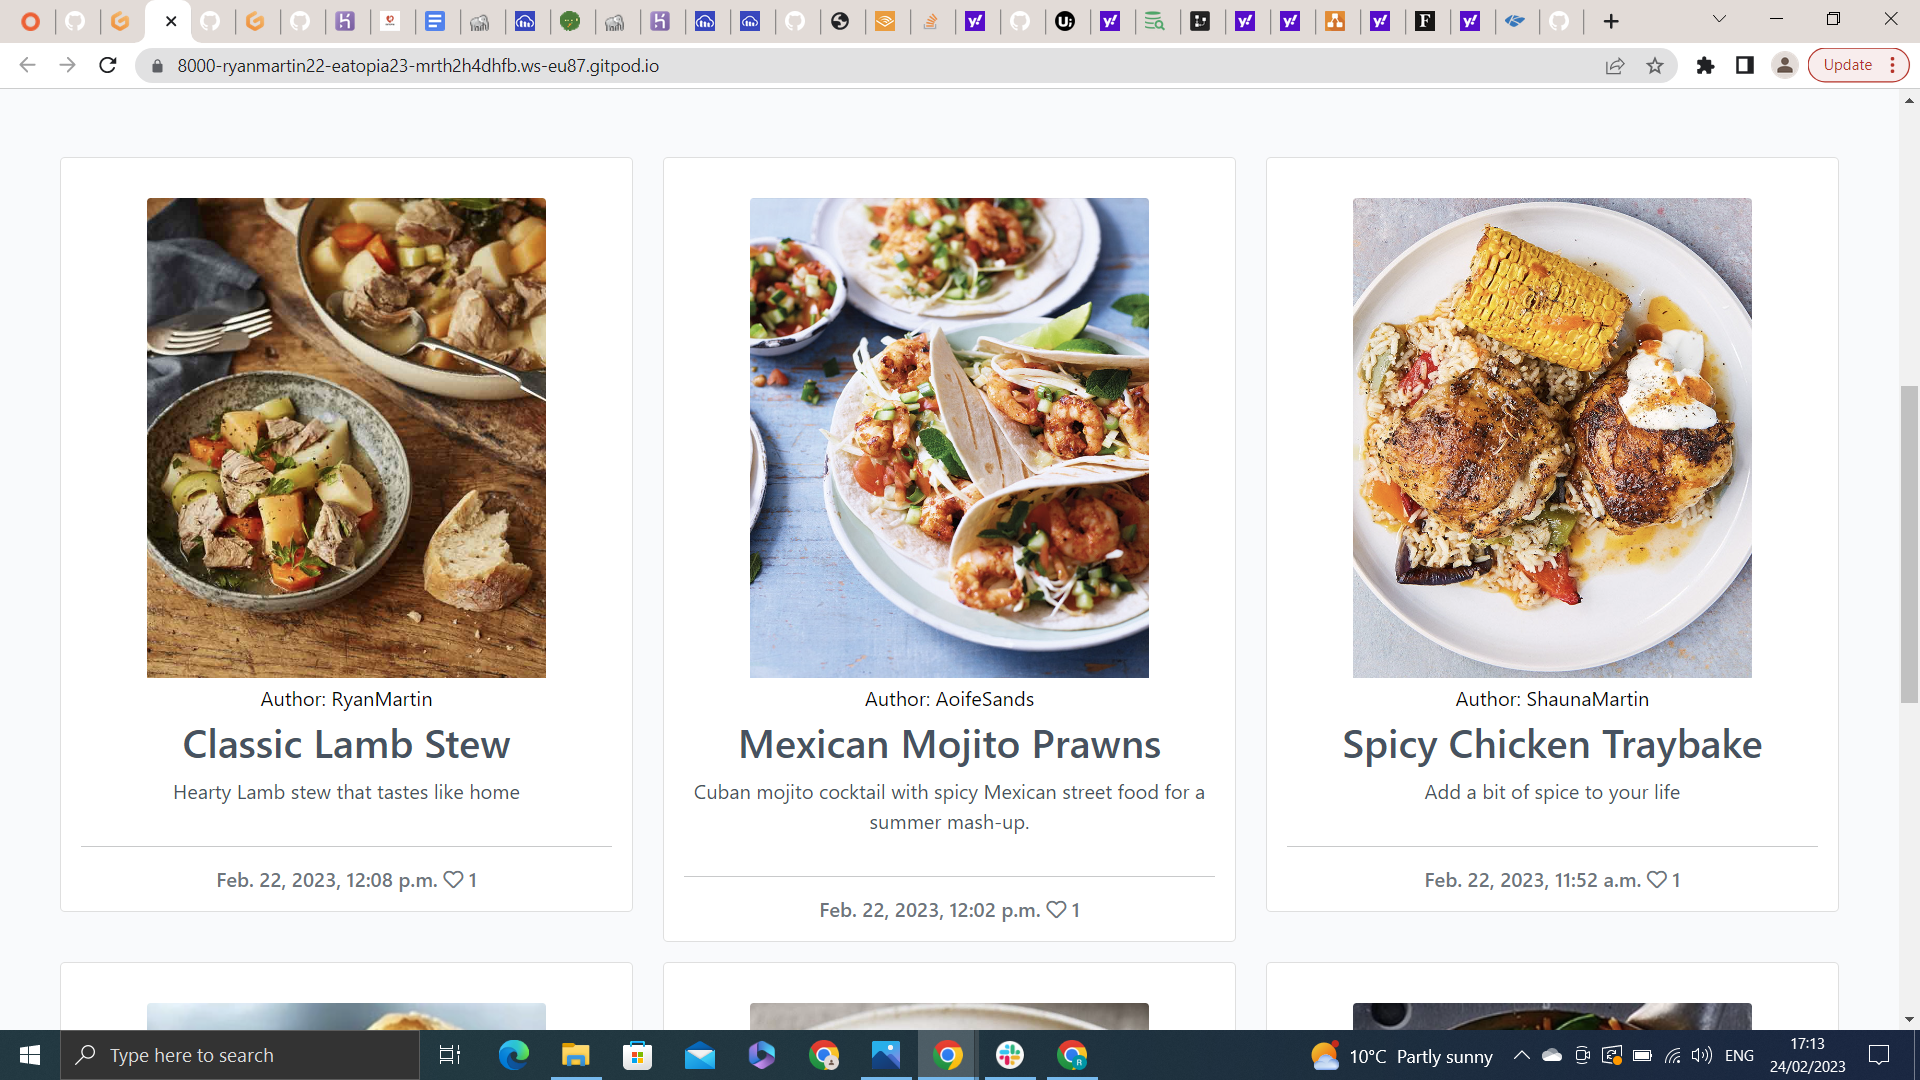 8000-ryanmartin22-eatopia23-mrth2h4dhfb.ws-eu87.gitpod.io
Update
Author: RyanMartin
Classic Lamb Stew
Hearty Lamb stew that tastes like home
Feb. 22, 2023, 12:08 p.m. 1
Author: AoifeSands
Mexican Mojito Prawns
Cuban mojito cocktail with spicy Mexican street food for a
summer mash-up.
Feb. 22, 2023, 12:02 p.m. 1
Author: ShaunaMartin
Spicy Chicken Traybake
Add a bit of spice to your life
Feb. 22, 2023, 11:52 a.m. 1
Type here to search
10°C Partly sunny
ENG
17:13
24/02/2023